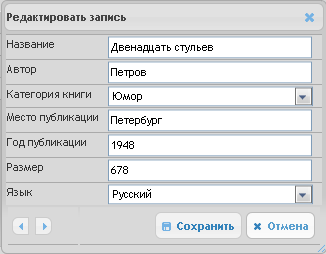 Редактировать запись
Название Двенадцать стульев
Автор Петров
Категория книги Юмор
Место публикации Петербург
Год публикации 1948
Размер 678
Язык Русский
Сохранить Отмена